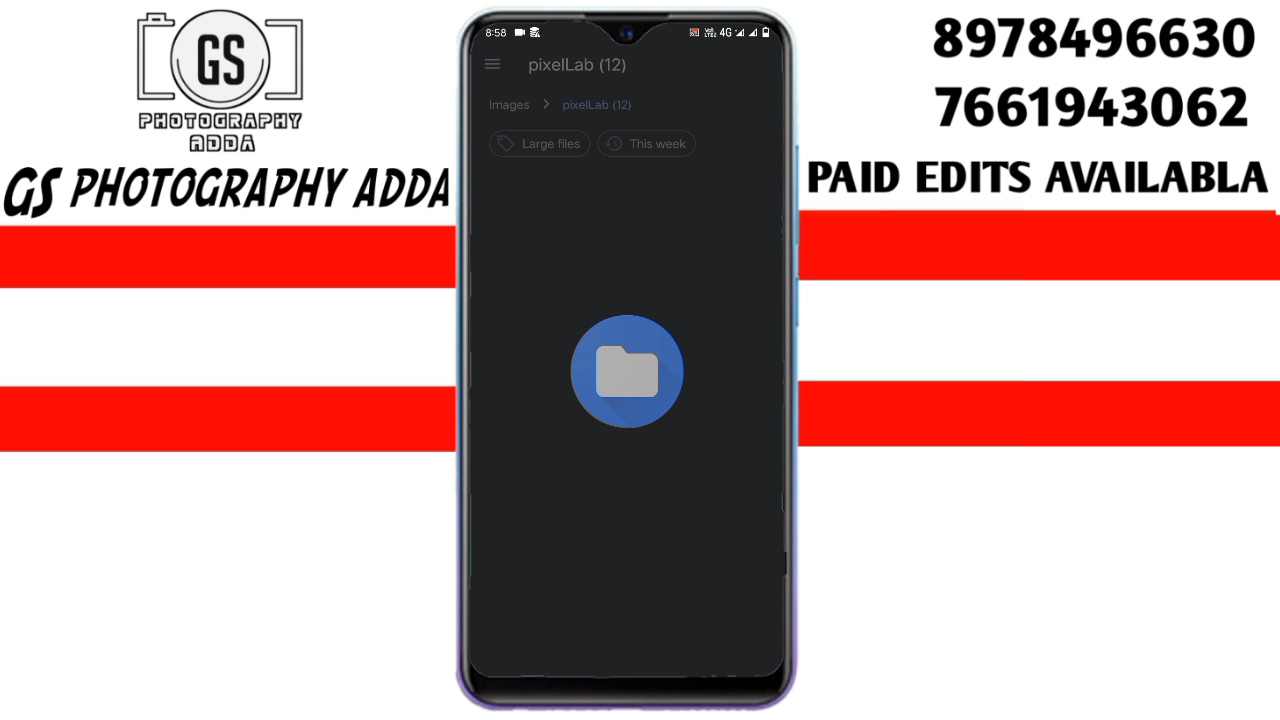 GS
PHOTOGRAPHY
ADDA
GS PHOTOGRAPHY ADDA
8:58
4G
pixelLab (12)
Images
pixelLab (12)
Large files
This week
8978496630
7661943062
PAID EDITS AVAILABLA